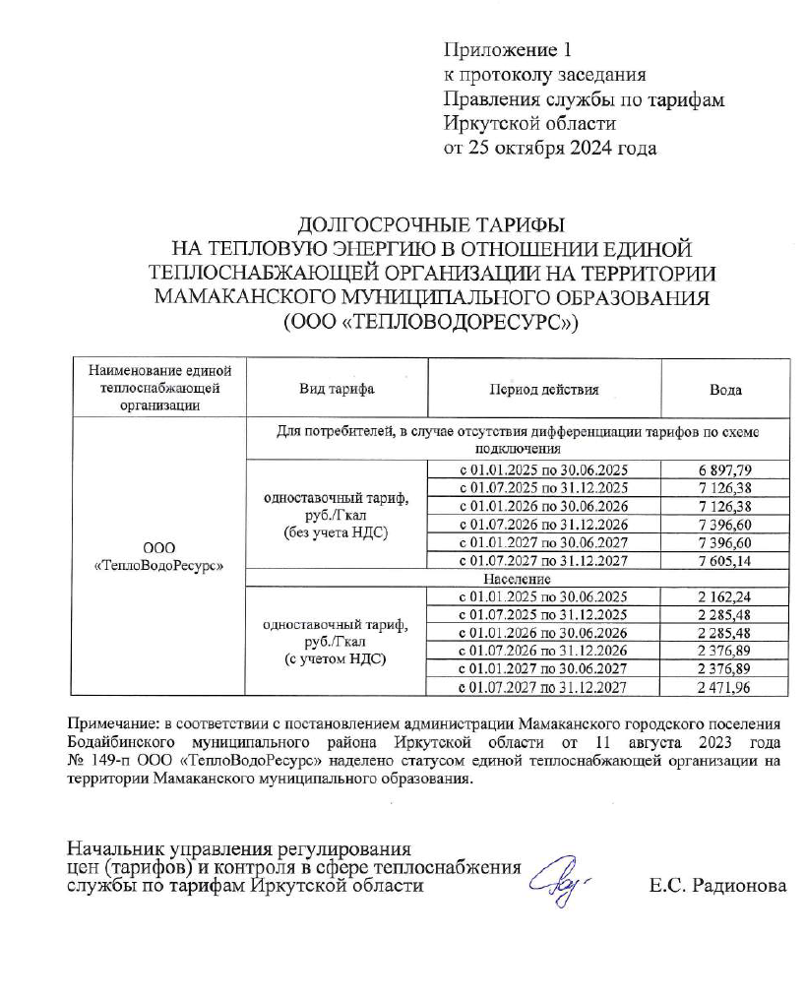 Приложение 1
к протоколу заседания
Правления службы по тарифам
Иркутской области
от 25 октября 2024 года
ДОЛГОСРОЧНЫЕ ТАРИФЫ
НА ТЕПЛОВУЮ ЭНЕРГИЮ В ОТНОШЕНИИ ЕДИНОЙ
ТЕПЛОСНАБЖАЮЩЕЙ ОРГАНИЗАЦИИ НА ТЕРРИТОРИИ
МАМАКАНСКОГО МУНИЦИПАЛЬНОГО ОБРАЗОВАНИЯ
(ООО «ТЕПЛОВОДОРЕСУРС»)
Наименование единой
теплоснабжающей
организации
Вид тарифа
Период действия
Вода
ООО
«ТеплоВодоРесурс»
Для потребителей, в случае отсутствия дифференциации тарифов по схеме
подключения
одноставочный тариф,
руб./Гкал
(без учета НДС)
с 01.01.2025 по 30.06.2025 6 897,79
с 01.07.2025 по 31.12.2025 7 126,38
с 01.01.2026 по 30.06.2026 7 126,38
с 01.07.2026 по 31.12.2026 7 396,60
с 01.01.2027 по 30.06.2027 7 396,60
с 01.07.2027 по 31.12.2027 7 605,14
Население
одноставочный тариф,
руб./Гкал
(с учетом НДС)
с 01.01.2025 по 30.06.2025 2 162,24
с 01.07.2025 по 31.12.2025 2 285,48
с 01.01.2026 по 30.06.2026 2 285,48
с 01.07.2026 по 31.12.2026 2 376,89
с 01.01.2027 по 30.06.2027 2 376,89
с 01.07.2027 по 31.12.2027 2 471,96
Примечание: в соответствии с постановлением администрации Мамаканского городского поселения
Бодайбинского муниципального района Иркутской области от 11 августа 2023 года
№ 149-п ООО «ТеплоВодоРесурс» наделено статусом единой теплоснабжающей организации на
территории Мамаканского муниципального образования.
Начальник управления регулирования
цен (тарифов) и контроля в сфере теплоснабжения
службы по тарифам Иркутской области Е.С. Радионова